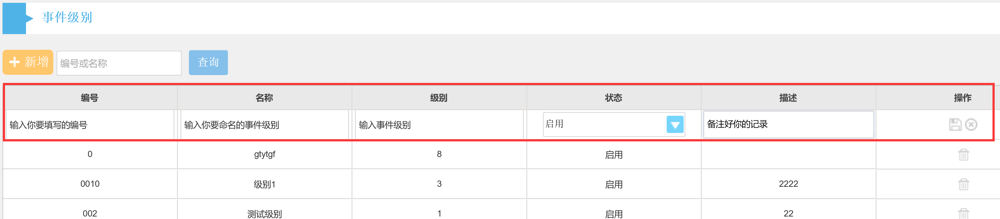 事件级别
新增 编号或名称 查询
编号 名称 级别 状态 描述 操作
输入你要填写的编号 输入你要命名的事件级别 输入事件级别 启用 备注好你的记录
0 gtytgf 8 启用
0010 级别1 3 启用 2222
002 测试级别 1 启用 22